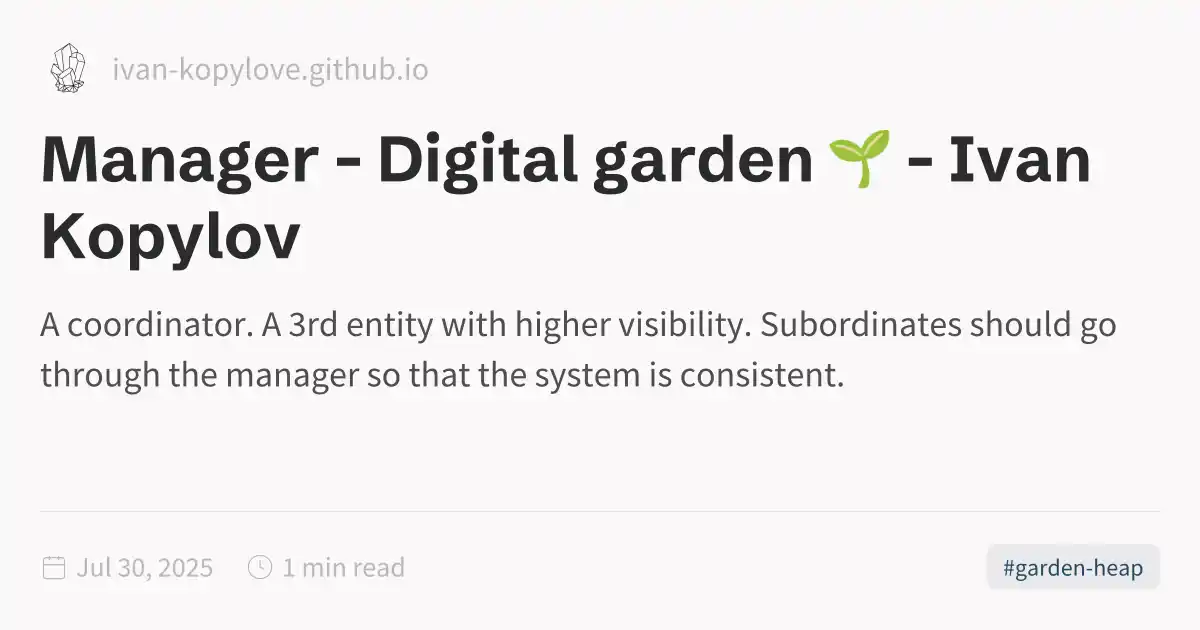 ivan-kopylove.github.io
Manager - Digital garden 🌱 - Ivan
Kopylov
A coordinator. A 3rd entity with higher visibility. Subordinates should go
through the manager so that the system is consistent.
Jul 30, 2025 1 min read #garden-heap